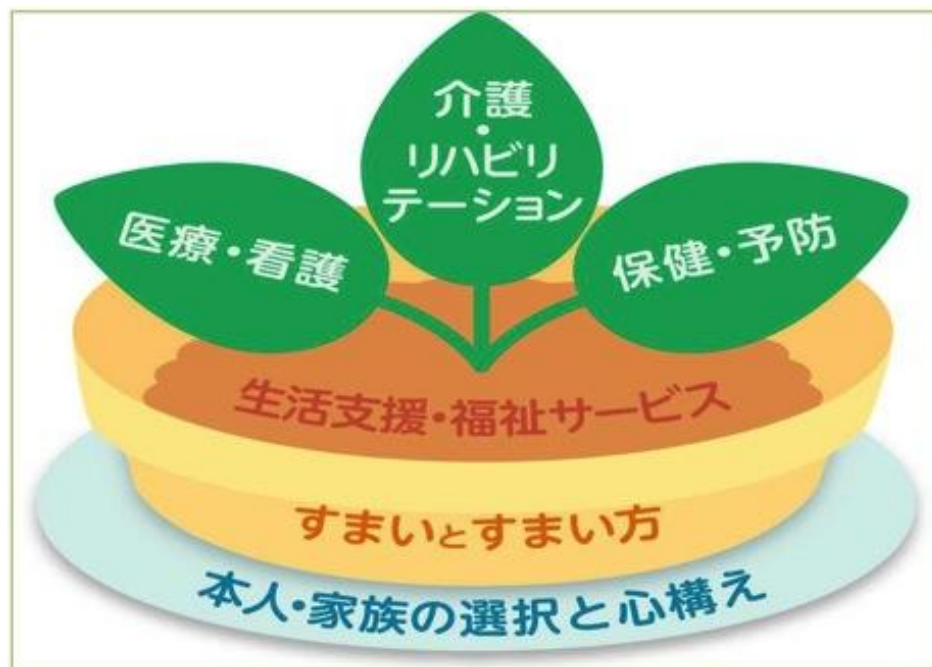 介護
・
リハビリ
テーション
医療・看護
保健・予防
生活支援・福祉サービス
すまいとすまい方
本人・家族の選択と心構え